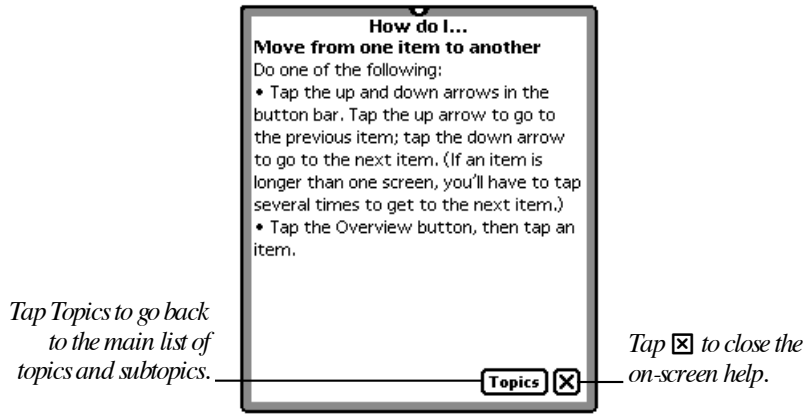 How do I...
Move from one item to another
Do one of the following:
• Tap the up and down arrows in the
button bar. Tap the up arrow to go to
the previous item; tap the down arrow
to go to the next item. (If an item is
longer than one screen, you'll have to tap
several times to get to the next item.)
• Tap the Overview button, then tap an
item.
Tap Topics to go back
to the main list of
topics and subtopics.
Topics
Tap ☒ to close the
on-screen help.